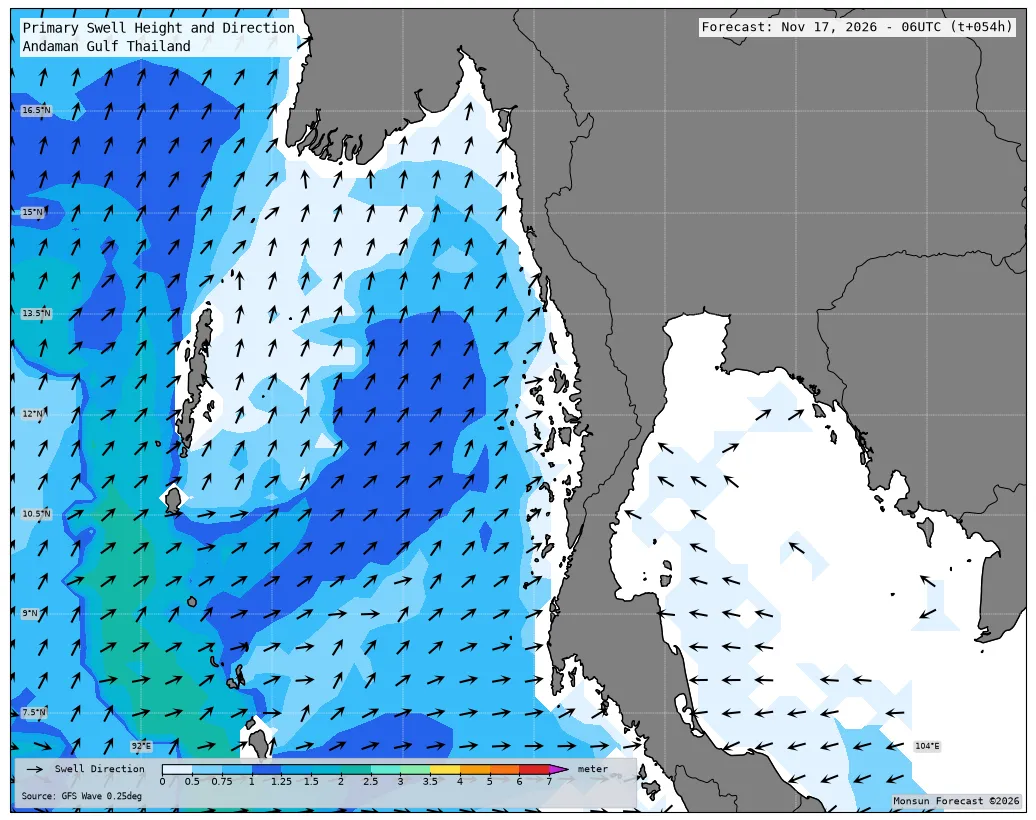 Primary Swell Height and Direction
Andaman Gulf Thailand
Forecast: Nov 17, 2026 - 06UTC (t+054h)
16.5°N
15°N
13.5°N
12°N
10.5°N
9°N
7.5°N
92°E
104°E
Swell Direction
meter
0 0.5 0.75 1 1.25 1.5 2 2.5 3 3.5 4 5 6 7
Source: GFS Wave 0.25deg
Monsun Forecast ©2026